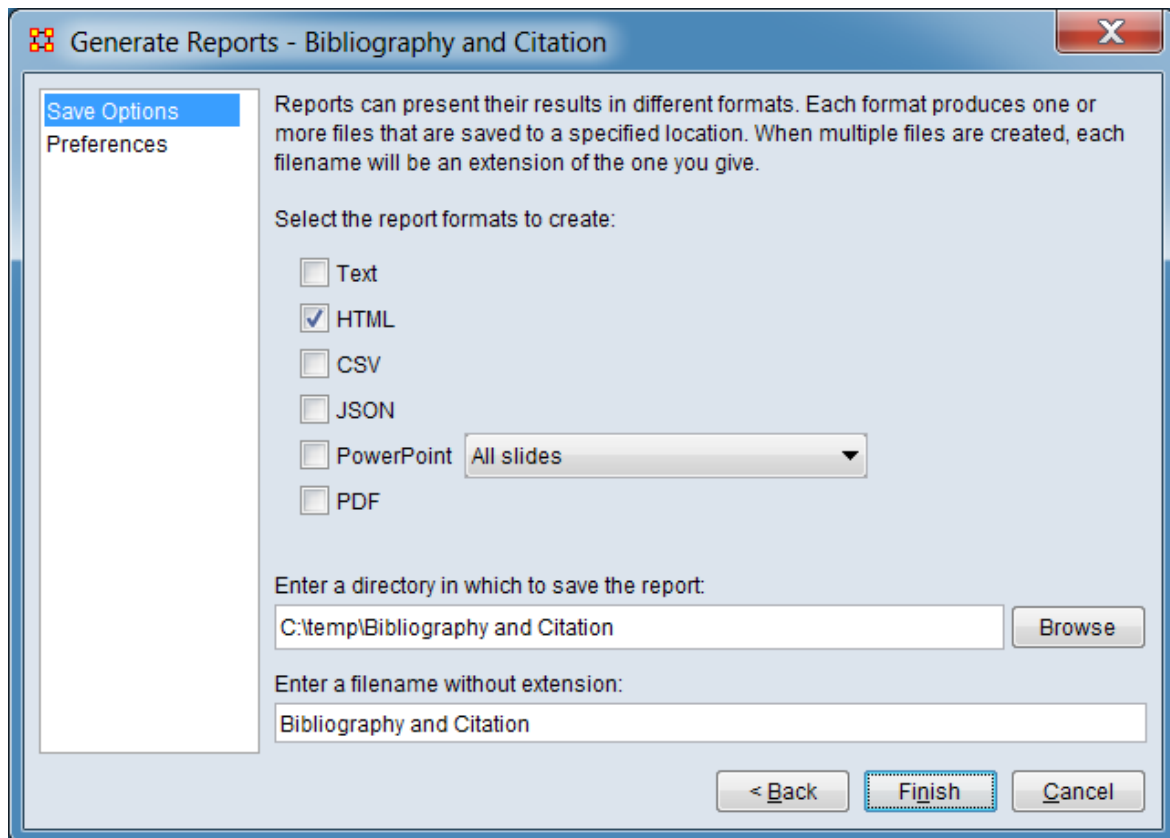 Generate Reports - Bibliography and Citation
X
Save Options
Preferences
Reports can present their results in different formats. Each format produces one or
more files that are saved to a specified location. When multiple files are created, each
filename will be an extension of the one you give.
Select the report formats to create:
Text
HTML
CSV
JSON
PowerPoint All slides
PDF
Enter a directory in which to save the report:
C:\temp\Bibliography and Citation Browse
Enter a filename without extension:
Bibliography and Citation
< Back Finish Cancel